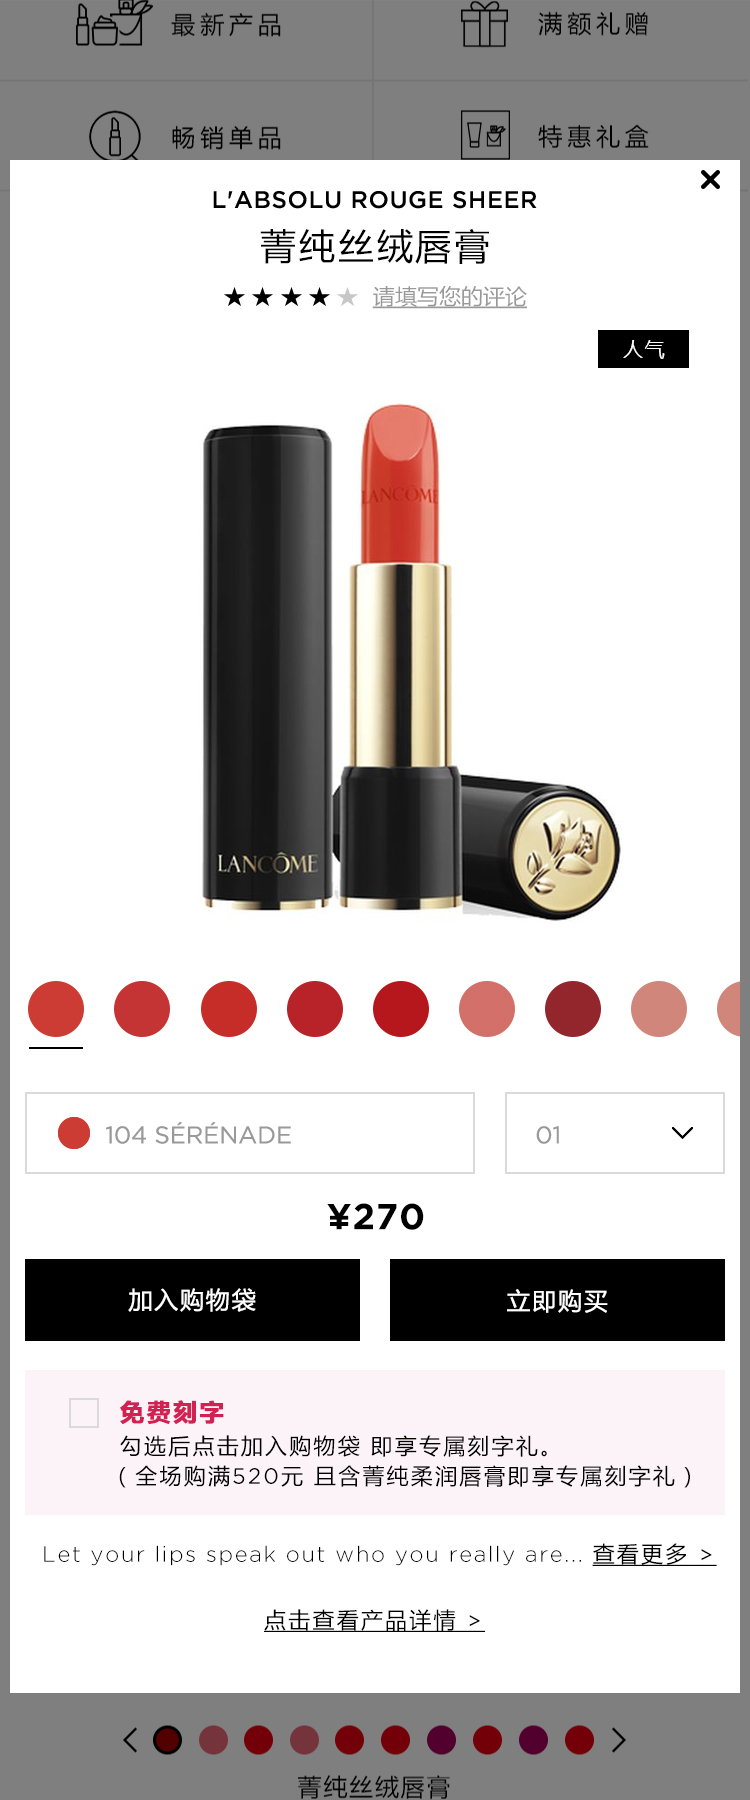 最新产品
满额礼赠
畅销单品
特惠礼盒
L'ABSOLU ROUGE SHEER
菁纯丝绒唇膏
请填写您的评论
人气
LANCÔME
LANCÔME
104 SÉRÉNADE
01
¥270
加入购物袋
立即购买
免费刻字
勾选后点击加入购物袋 即享专属刻字礼。
( 全场购满520元 且含菁纯柔润唇膏即享专属刻字礼 )
Let your lips speak out who you really are... 查看更多 >
点击查看产品详情 >
菁纯丝绒唇膏